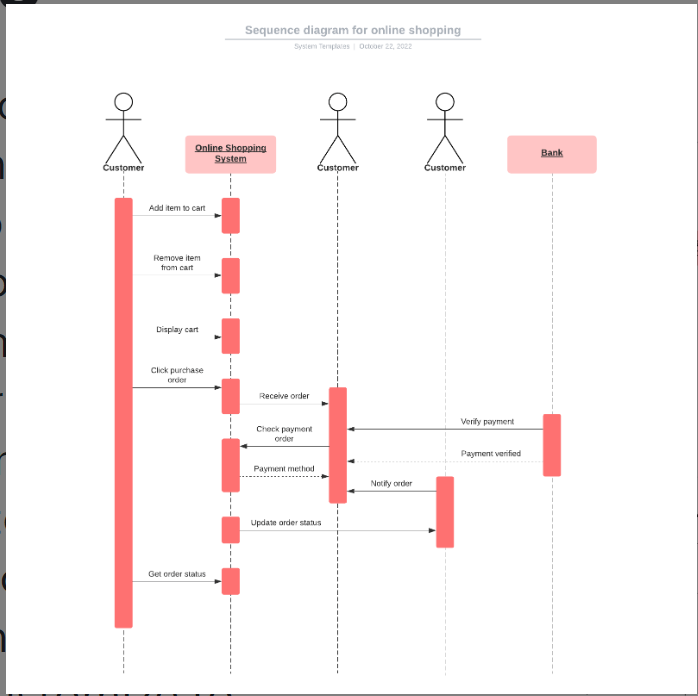 Sequence diagram for online shopping
System Templates | October 22, 2022
Customer
Online Shopping
System
Customer
Customer
Bank
Add item to cart
Remove item
from cart
Display cart
Click purchase
order
Receive order
Verify payment
Check payment
order
Payment verified
Payment method
Notify order
Update order status
Get order status